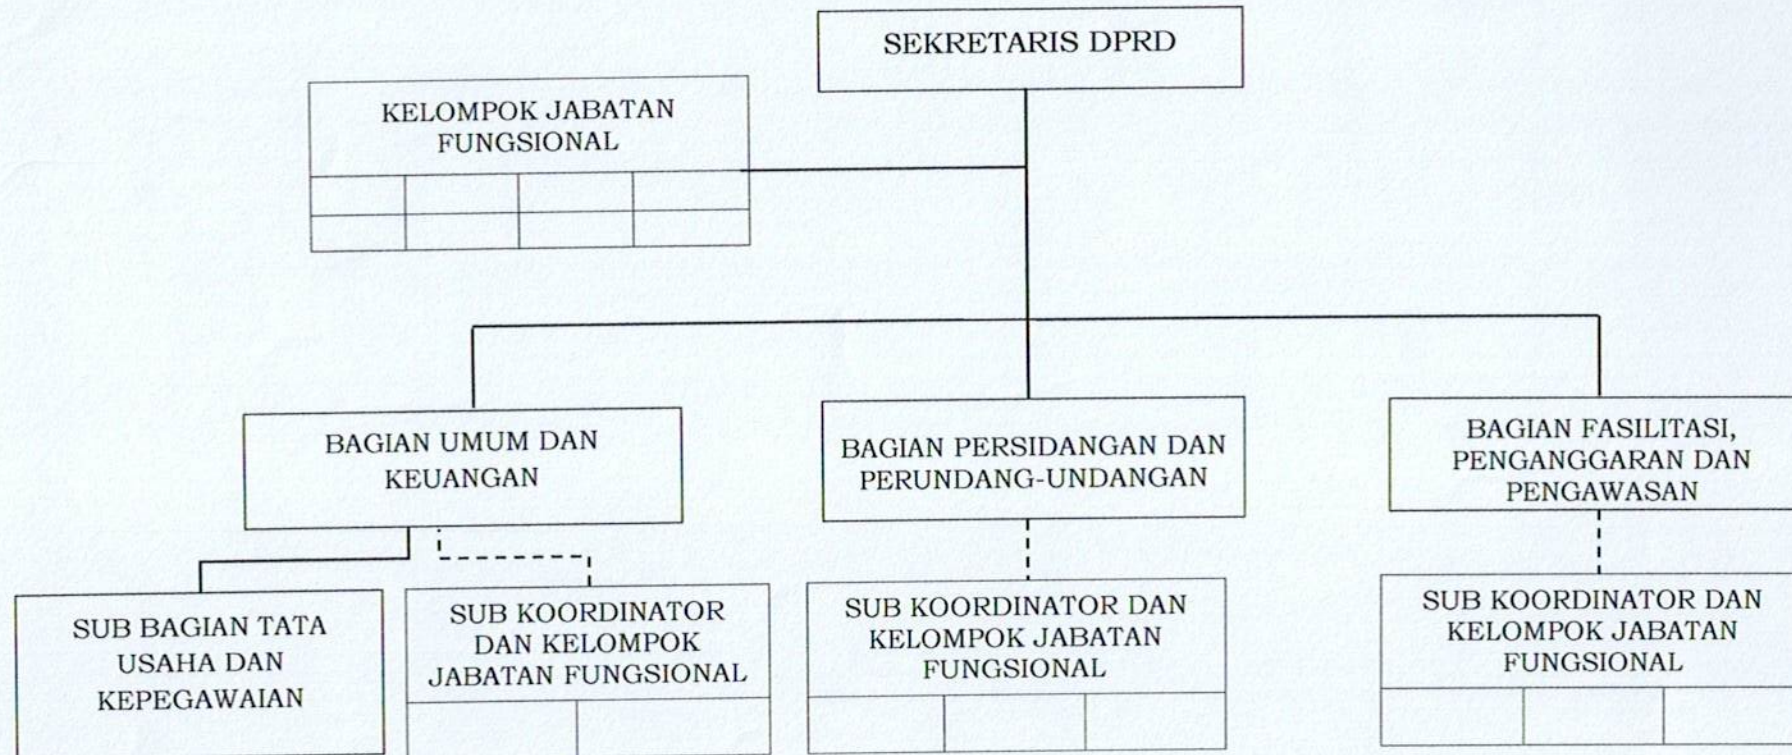 SEKRETARIS DPRD
KELOMPOK JABATAN
FUNGSIONAL
BAGIAN UMUM DAN
KEUANGAN
BAGIAN PERSIDANGAN DAN
PERUNDANG-UNDANGAN
BAGIAN FASILITASI,
PENGANGGARAN DAN
PENGAWASAN
SUB BAGIAN TATA
USAHA DAN
KEPEGAWAIAN
SUB KOORDINATOR
DAN KELOMPOK
JABATAN FUNGSIONAL
SUB KOORDINATOR DAN
KELOMPOK JABATAN
FUNGSIONAL
SUB KOORDINATOR DAN
KELOMPOK JABATAN
FUNGSIONAL